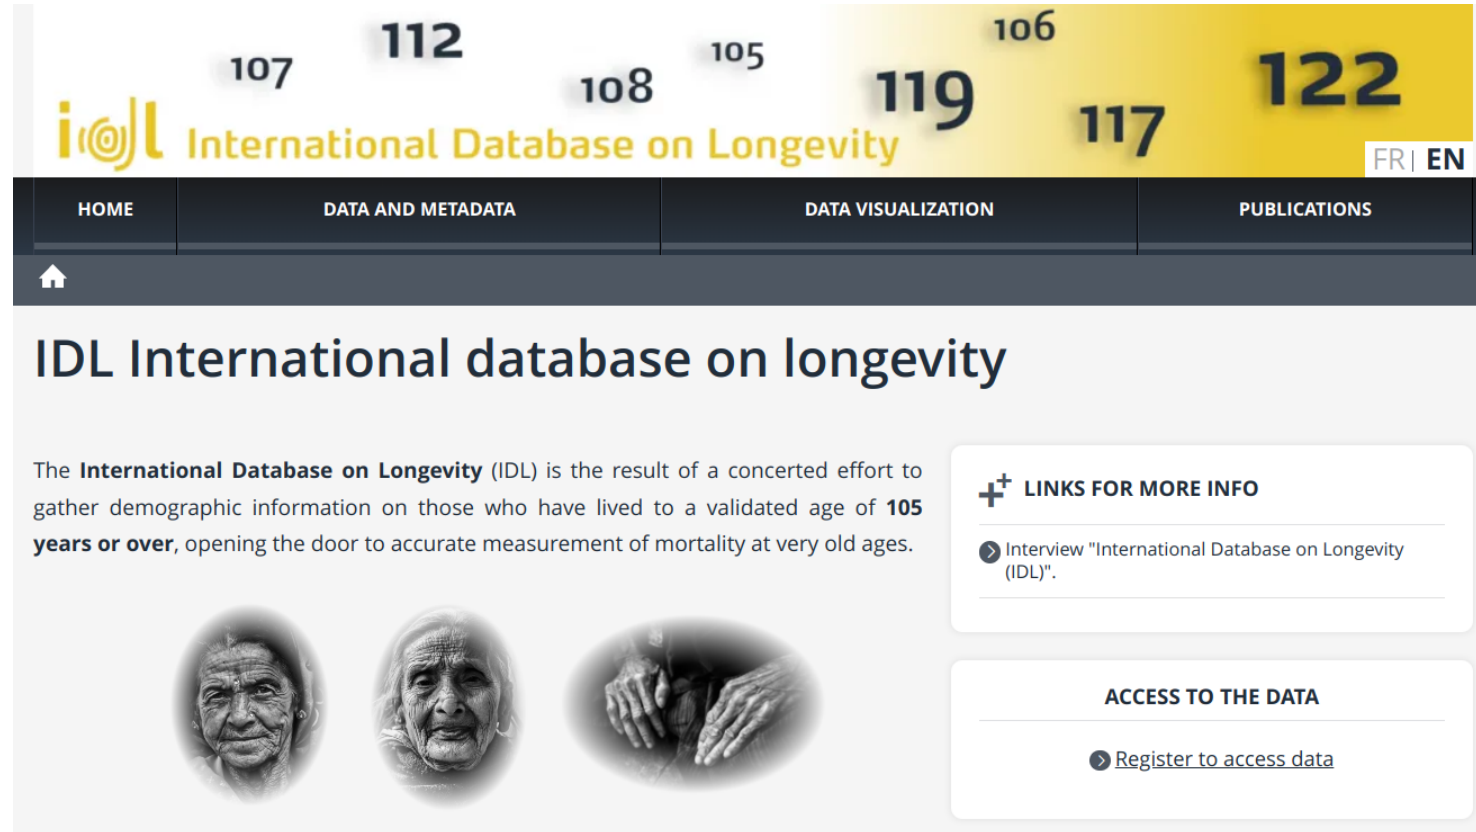 107
112
108
105
119
106
117
122
idl International Database on Longevity
FR| EN
HOME
DATA AND METADATA
DATA VISUALIZATION
PUBLICATIONS
IDL International database on longevity
The International Database on Longevity (IDL) is the result of a concerted effort to
gather demographic information on those who have lived to a validated age of 105
years or over, opening the door to accurate measurement of mortality at very old ages.
LINKS FOR MORE INFO
Interview "International Database on Longevity
(IDL)".
ACCESS TO THE DATA
Register to access data